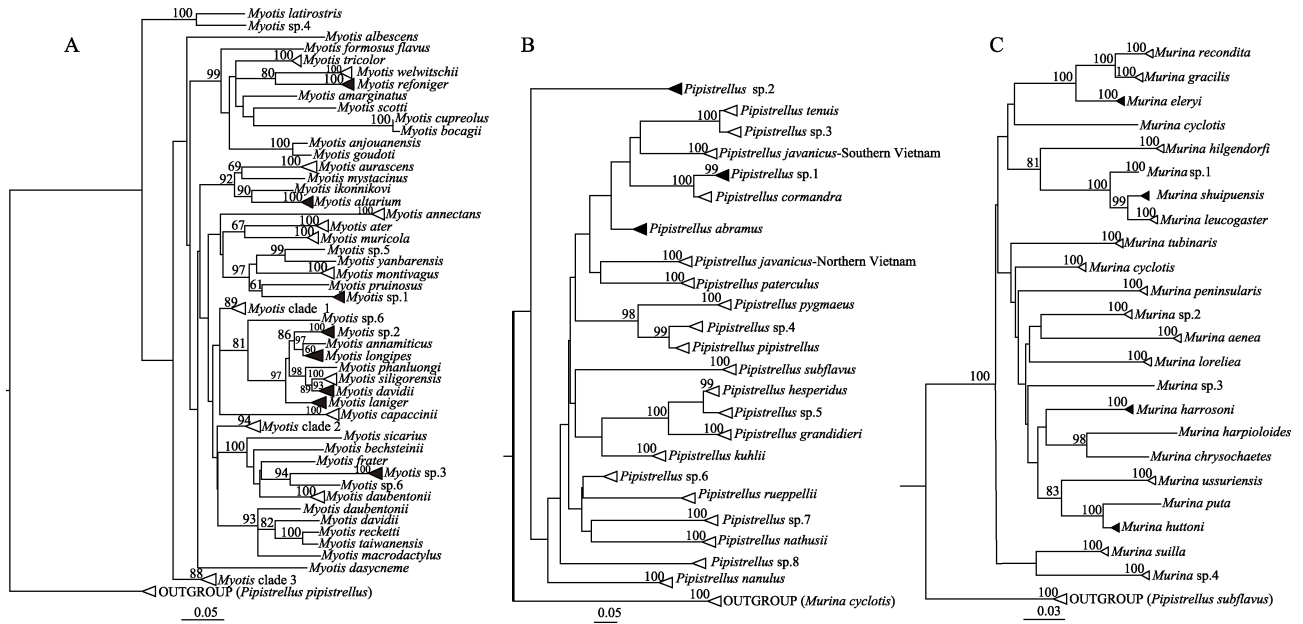 A
100
Myotis latirostris
Myotis sp.4
Myotis albescens
Myotis formosus flavus
99
100
Myotis tricolor
80
100
Myotis welwitschii
100
Myotis refoniger
Myotis amarginatus
Myotis scotti
100
Myotis cupreolus
Myotis bocagii
100
Myotis anjouanensis
Myotis goudoti
69
100
Myotis aurascens
92
Myotis mystacinus
90
Myotis ikonnikovi
100
Myotis altarium
100
Myotis annectans
67
100
Myotis ater
100
Myotis muricola
99
Myotis sp.5
Myotis yanbarensis
97
100
Myotis montivagus
61
Myotis pruinosus
Myotis sp.1
89
Myotis clade 1
Myotis sp.6
81
86
100
Myotis sp.2
97
Myotis annamiticus
60
Myotis longipes
97
98
Myotis phanluongi
100
Myotis siligorensis
89
93
Myotis davidii
Myotis laniger
100
Myotis capaccinii
94
Myotis clade 2
Myotis sicarius
100
Myotis bechsteinii
Myotis frater
94
100
Myotis sp.3
Myotis sp.6
100
Myotis daubentonii
Myotis daubentonii
93
82
Myotis davidii
100
Myotis recketti
Myotis taiwanensis
Myotis macrodactylus
Myotis dasycneme
88
Myotis clade 3
OUTGROUP (Pipistrellus pipistrellus)
0.05
B
Pipistrellus sp.2
100
Pipistrellus tenuis
Pipistrellus sp.3
100
Pipistrellus javanicus-Southern Vietnam
99
Pipistrellus sp.1
100
Pipistrellus cormandra
Pipistrellus abramus
100
Pipistrellus javanicus-Northern Vietnam
100
Pipistrellus paterculus
100
Pipistrellus pygmaeus
98
99
Pipistrellus sp.4
Pipistrellus pipistrellus
100
Pipistrellus subflavus
99
Pipistrellus hesperidus
100
Pipistrellus sp.5
100
Pipistrellus grandidieri
100
Pipistrellus kuhlii
Pipistrellus sp.6
Pipistrellus rueppellii
100
Pipistrellus sp.7
100
Pipistrellus nathusii
Pipistrellus sp.8
100
Pipistrellus nanulus
100
OUTGROUP (Murina cyclotis)
0.05
C
100
Murina recondita
100
100
100
Murina gracilis
100
Murina eleryi
Murina cyclotis
100
Murina hilgendorfi
81
Murina sp.1
100
99
Murina shuipuensis
100
Murina leucogaster
100
Murina tubinaris
100
Murina cyclotis
100
Murina peninsularis
100
Murina sp.2
100
Murina aenea
100
Murina loreliea
100
Murina sp.3
100
Murina harrosoni
Murina harpioloides
98
Murina chrysochaetes
100
Murina ussuriensis
83
Murina puta
100
Murina huttoni
100
Murina suilla
100
Murina sp.4
100
OUTGROUP (Pipistrellus subflavus)
0.03